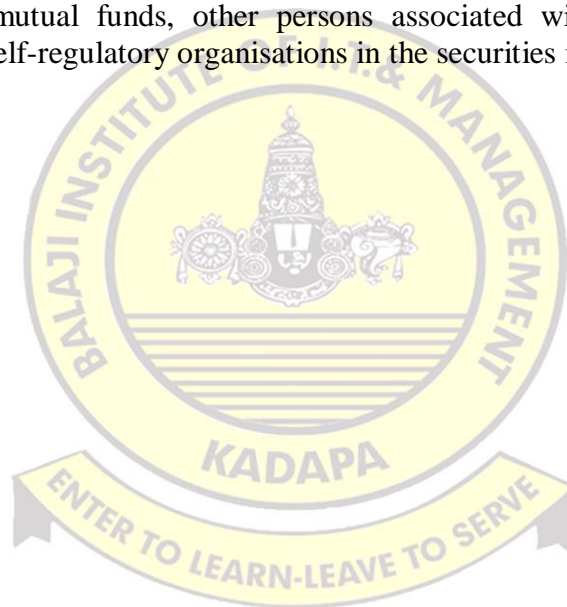 mutual funds, other persons associated wi
elf-regulatory organisations in the securities
BALAJI INSTITUTE OF I.T.& MANAGEMENT
KADAPA
ENTER TO LEARN-LEAVE TO SERVE